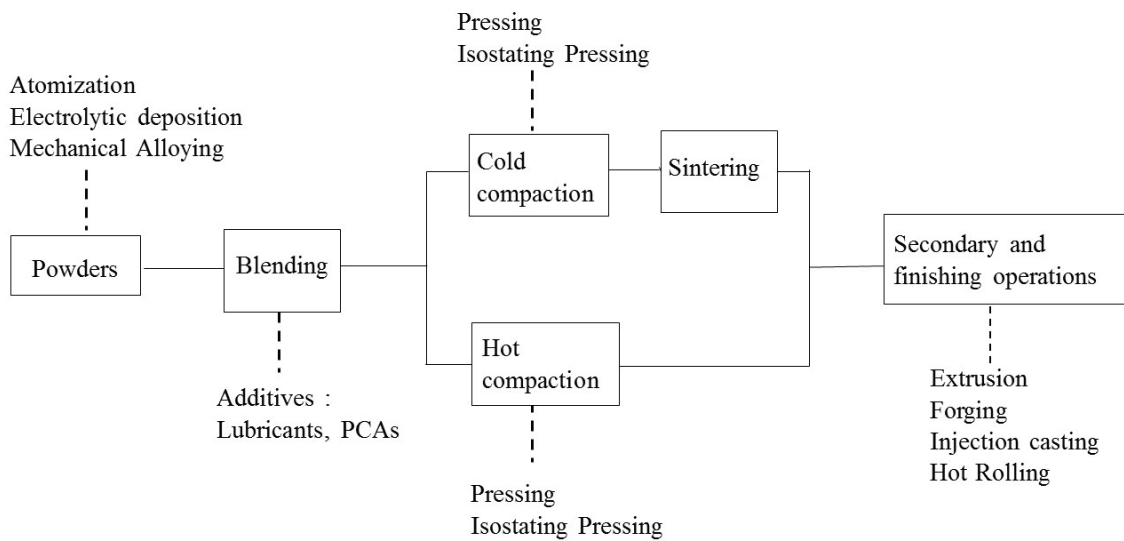 Pressing
Isostating Pressing
Atomization
Electrolytic deposition
Mechanical Alloying
Cold
compaction
Sintering
Powders
Blending
Secondary and
finishing operations
Hot
compaction
Additives :
Lubricants, PCAs
Extrusion
Forging
Injection casting
Hot Rolling
Pressing
Isostating Pressing